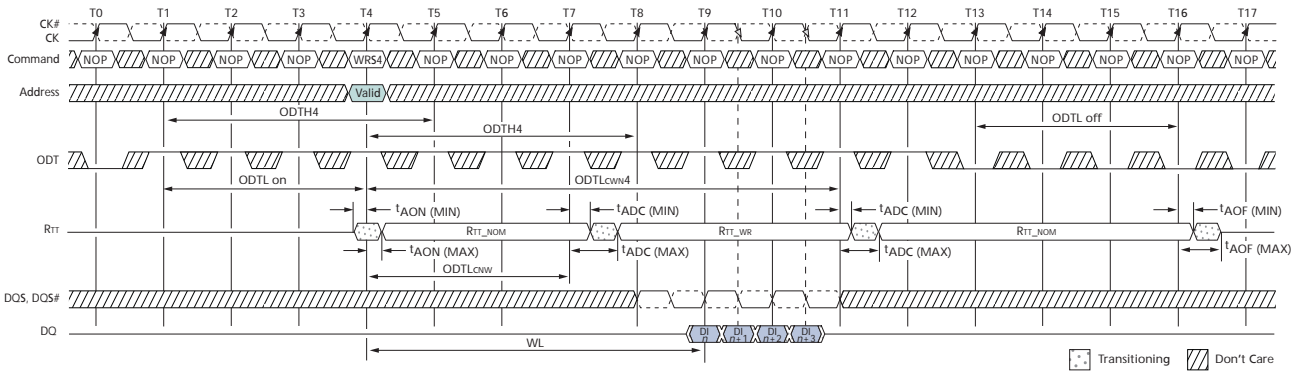 T0 T1 T2 T3 T4 T5 T6 T7 T8 T9 T10 T11 T12 T13 T14 T15 T16 T17
CK#
CK
Command NOP NOP NOP NOP WRS4 NOP NOP NOP NOP NOP NOP NOP NOP NOP NOP NOP NOP NOP
Address Valid
ODTH4 ODTH4 ODTL off
ODT
ODTL on ODTLCWN4
tAON (MIN) tADC (MIN) tADC (MIN) tAOF (MIN)
RTT RTT_NOM RTT_WR RTT_NOM
tAON (MAX) tADC (MAX) tADC (MAX) tAOF (MAX)
ODTLCNW
DQS, DQS#
DQ DI n DI n+1 DI n+2 DI n+3
WL
Transitioning Don't Care